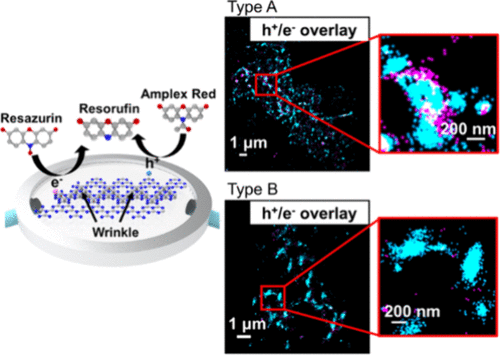 Type A
h⁺/e⁻ overlay
1 µm
200 nm
Resazurin
Resorufin
Amplex Red
e⁻
h⁺
Wrinkle
Type B
h⁺/e⁻ overlay
1 µm
200 nm